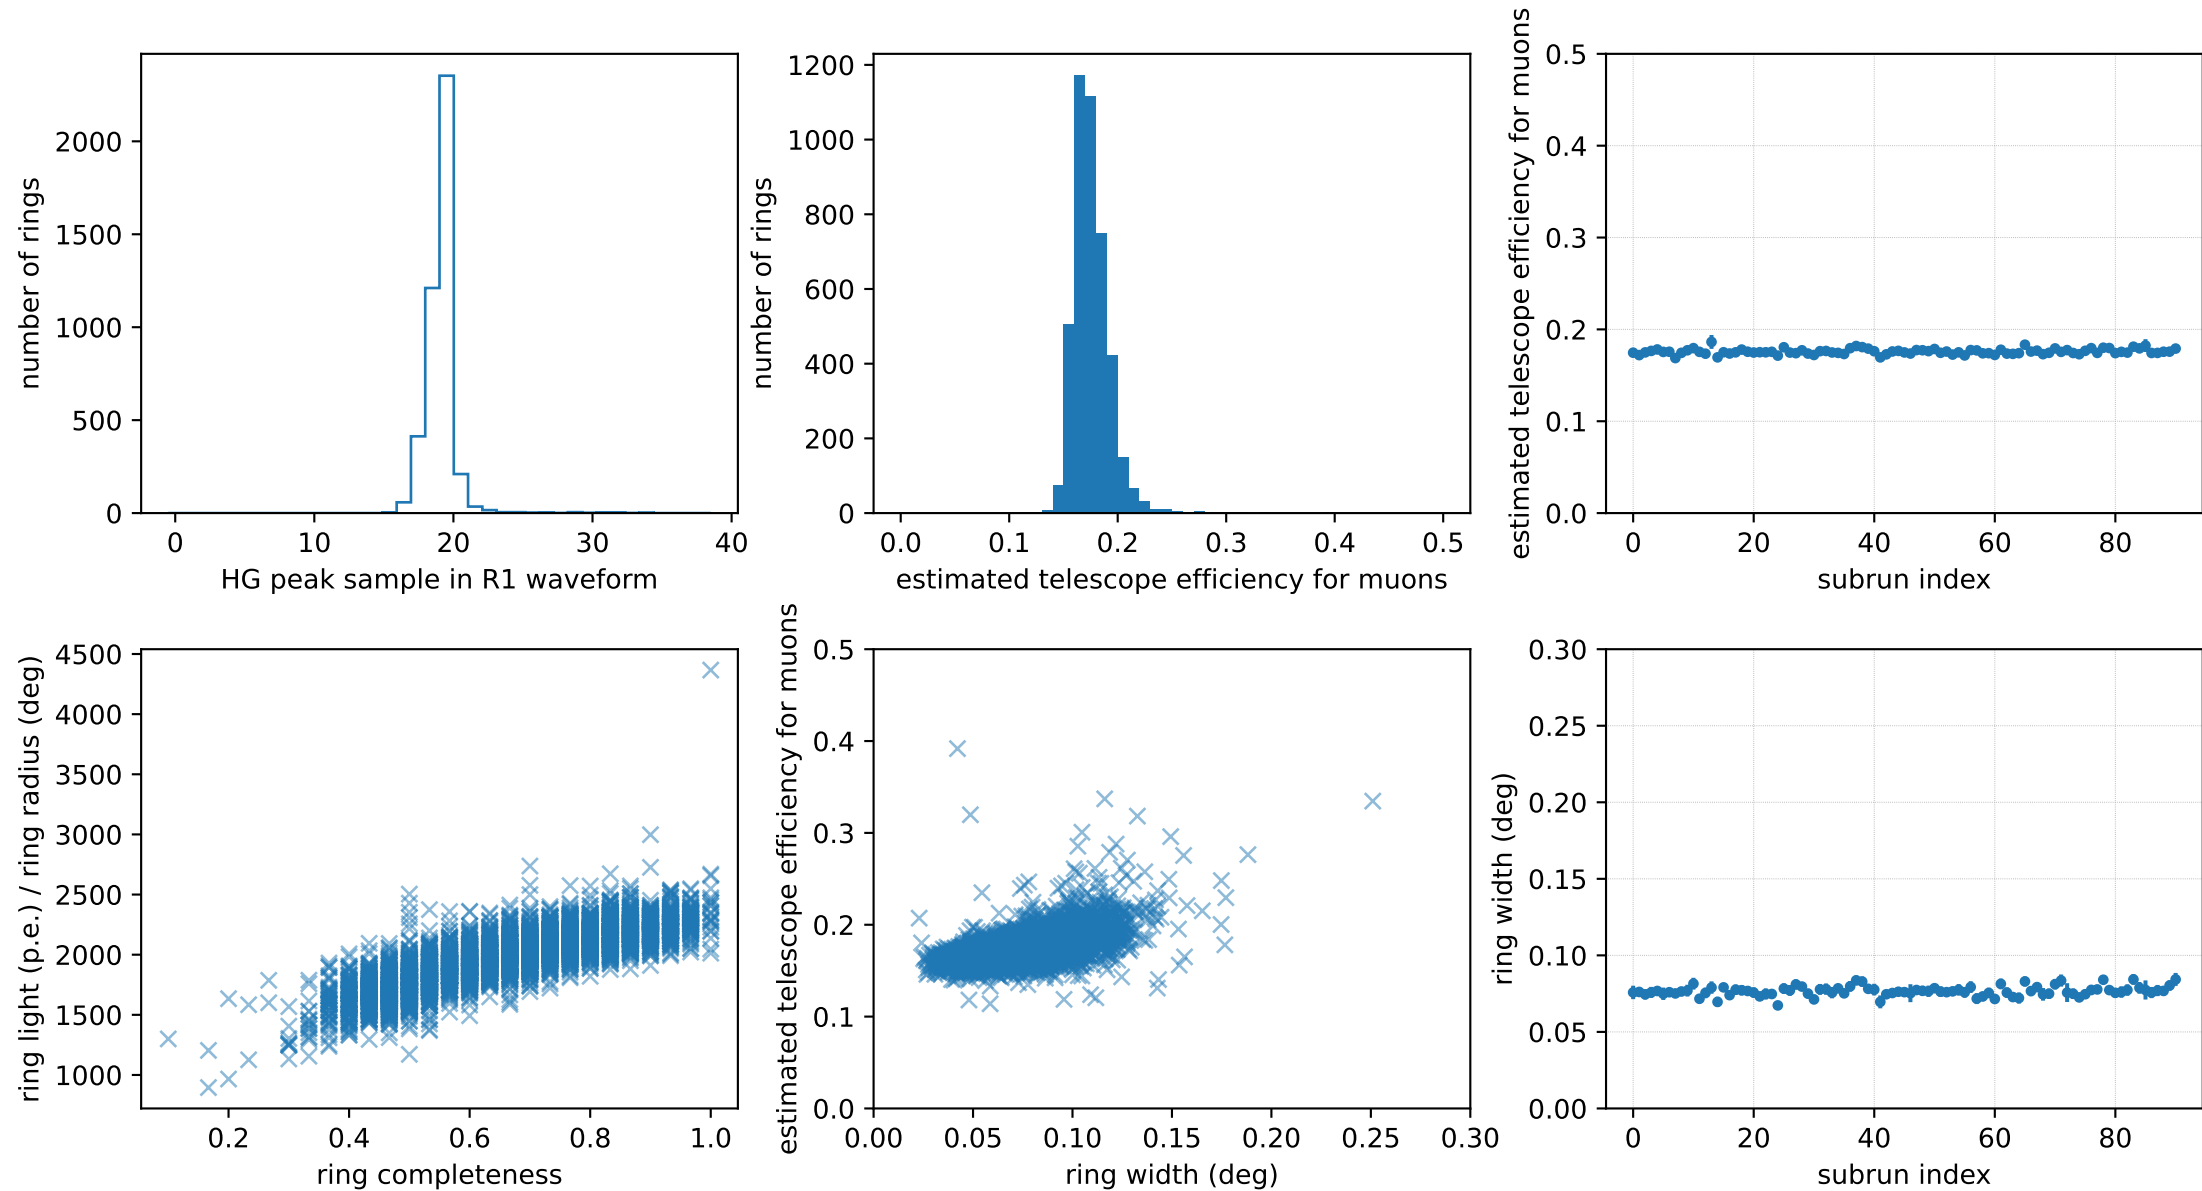 number of rings
2000
1500
1000
500
0
0 10 20 30 40
HG peak sample in R1 waveform
number of rings
1200
1000
800
600
400
200
0
0.0 0.1 0.2 0.3 0.4 0.5
estimated telescope efficiency for muons
estimated telescope efficiency for muons
0.5
0.4
0.3
0.2
0.1
0.0
0 20 40 60 80
subrun index
ring light (p.e.) / ring radius (deg)
4500
4000
3500
3000
2500
2000
1500
1000
0.2 0.4 0.6 0.8 1.0
ring completeness
estimated telescope efficiency for muons
0.5
0.4
0.3
0.2
0.1
0.0
0.00 0.05 0.10 0.15 0.20 0.25 0.30
ring width (deg)
ring width (deg)
0.30
0.25
0.20
0.15
0.10
0.05
0.00
0 20 40 60 80
subrun index